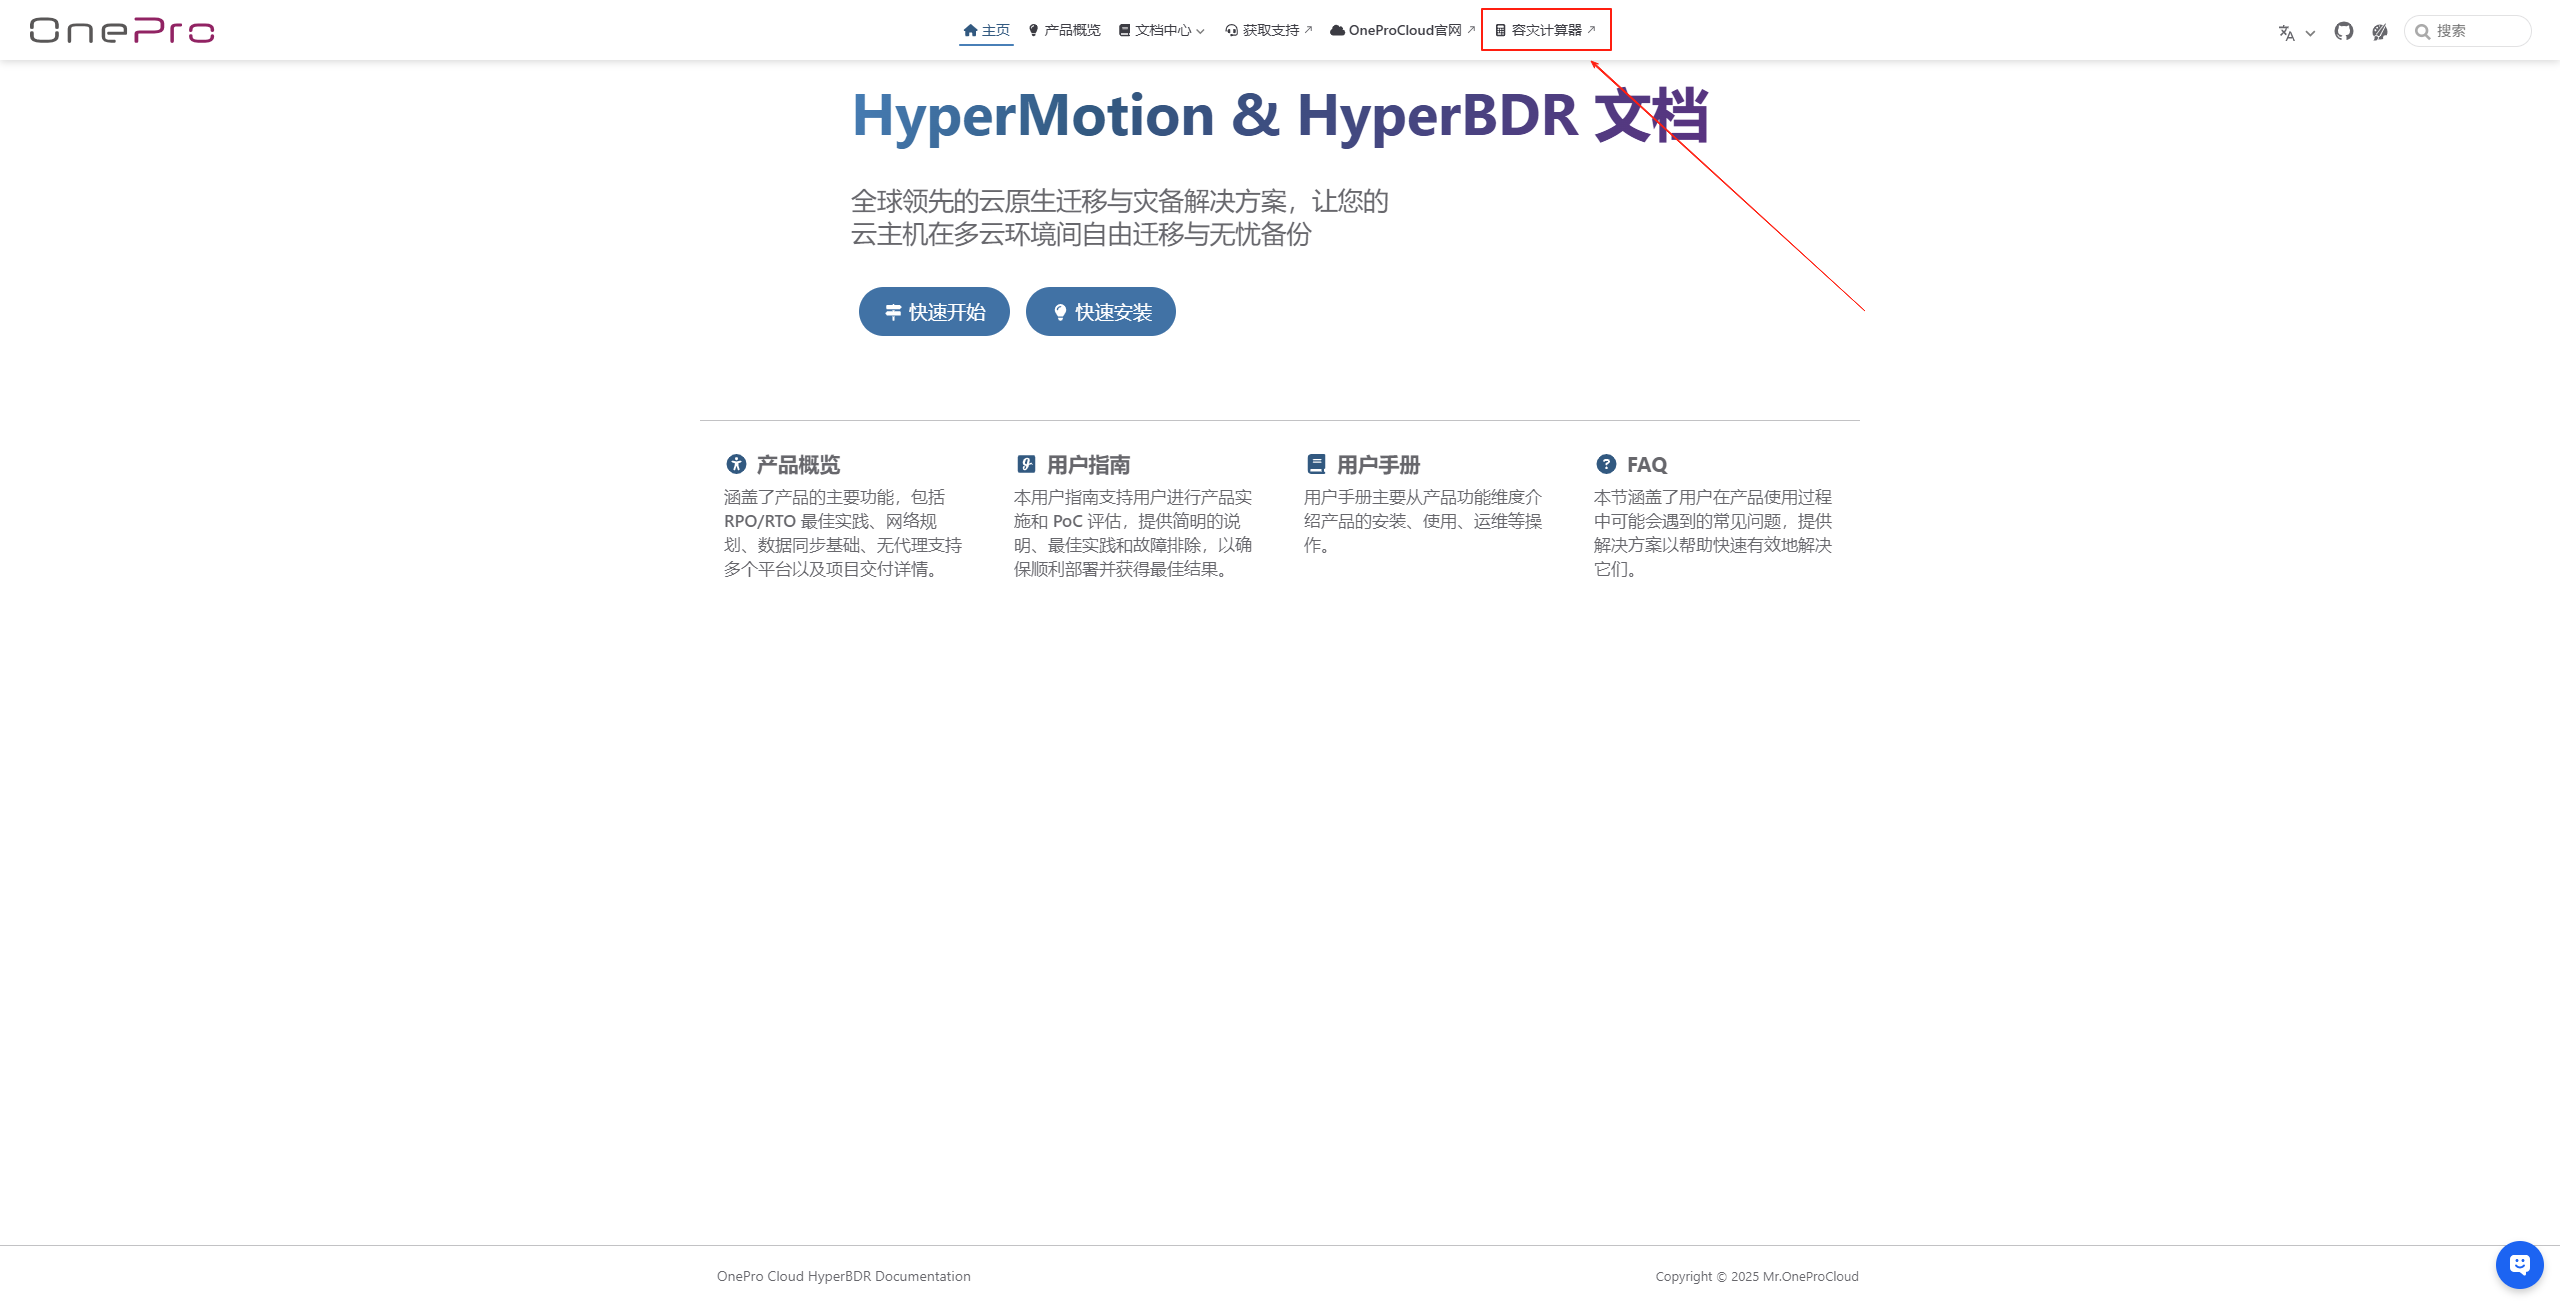 OnePro
主页 产品概览 文档中心 获取支持 OneProCloud官网 容灾计算器 搜索
HyperMotion & HyperBDR 文档
全球领先的云原生迁移与灾备解决方案，让您的
云主机在多云环境间自由迁移与无忧备份
快速开始 快速安装
产品概览
涵盖了产品的主要功能，包括
RPO/RTO 最佳实践、网络规
划、数据同步基础、无代理支持
多个平台以及项目交付详情。
用户指南
本用户指南支持用户进行产品实
施和 PoC 评估，提供简明的说
明、最佳实践和故障排除，以确
保顺利部署并获得最佳结果。
用户手册
用户手册主要从产品功能维度介
绍产品的安装、使用、运维等操
作。
FAQ
本节涵盖了用户在产品使用过程
中可能会遇到的常见问题，提供
解决方案以帮助快速有效地解决
它们。
OnePro Cloud HyperBDR Documentation
Copyright © 2025 Mr.OneProCloud